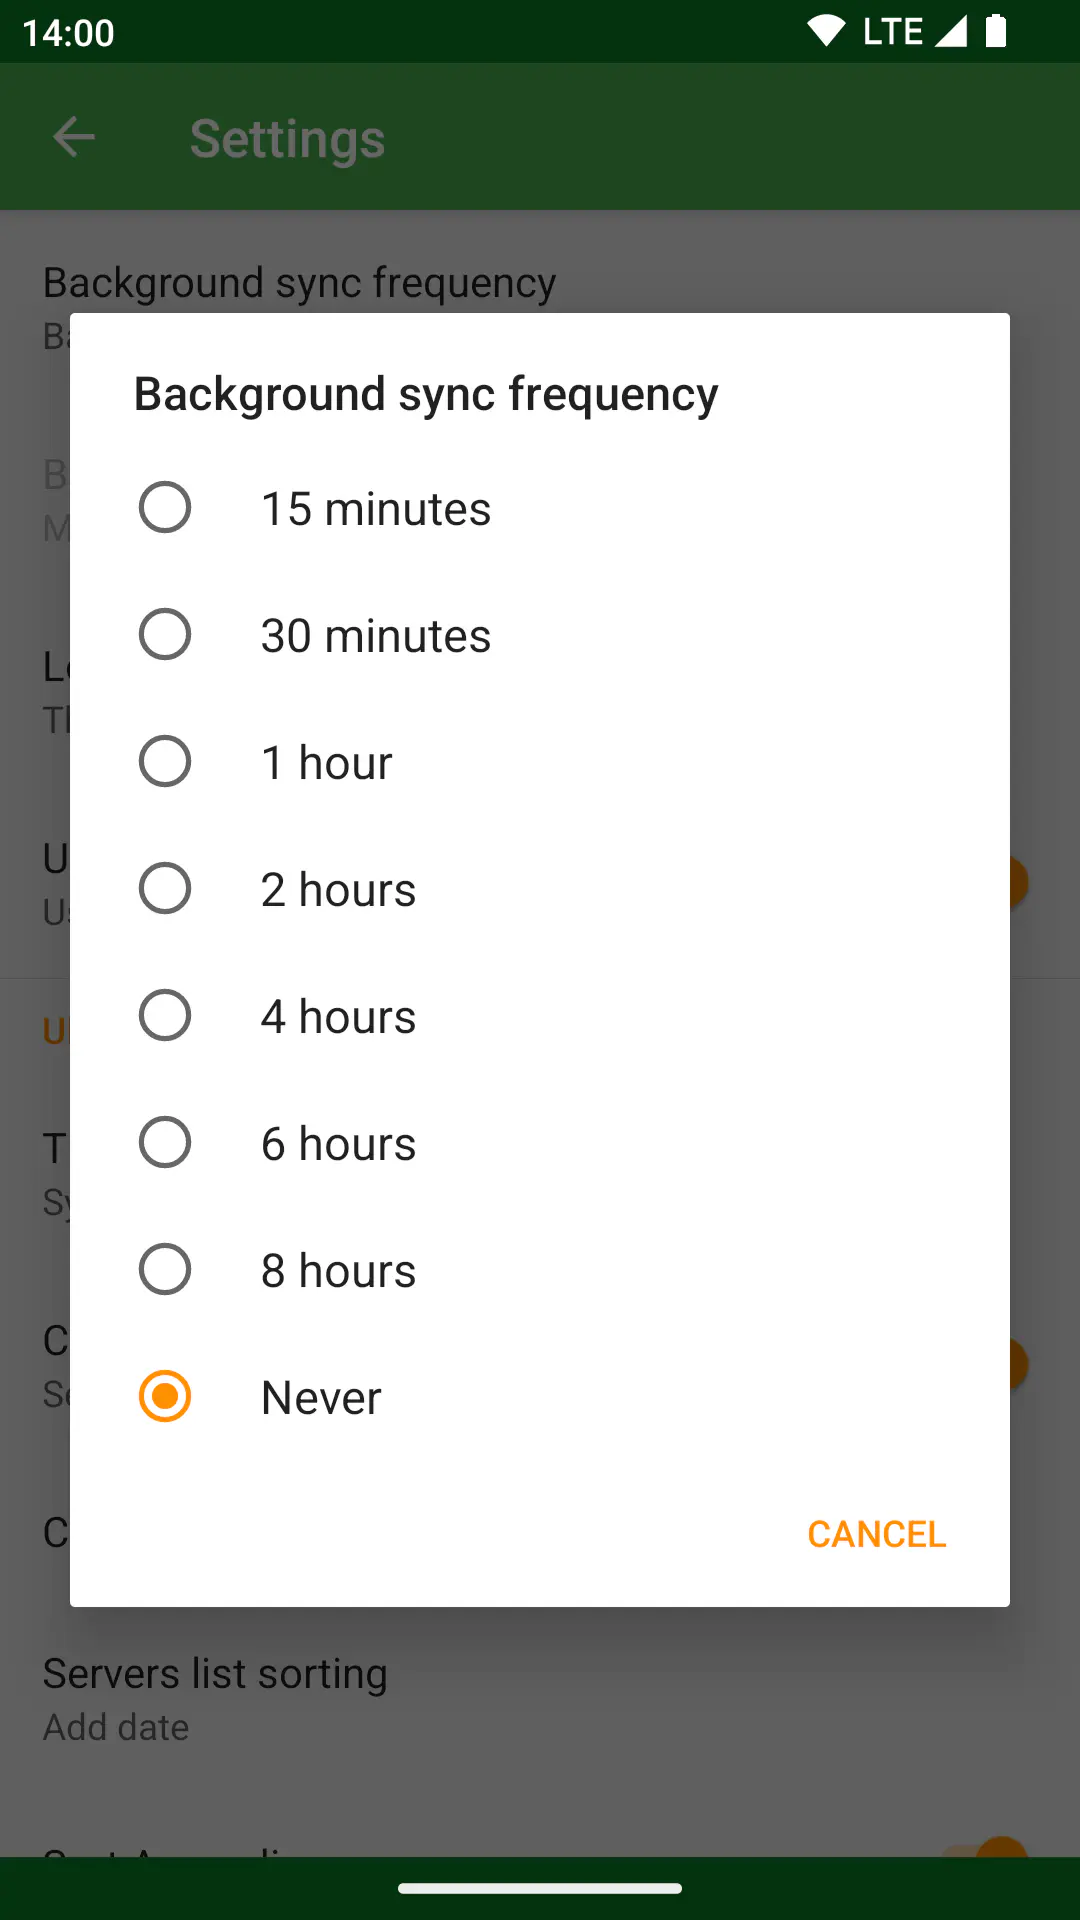 14:00
LTE
Settings
Background sync frequency
Background sync frequency
15 minutes
30 minutes
1 hour
2 hours
4 hours
6 hours
8 hours
Never
CANCEL
Servers list sorting
Add date